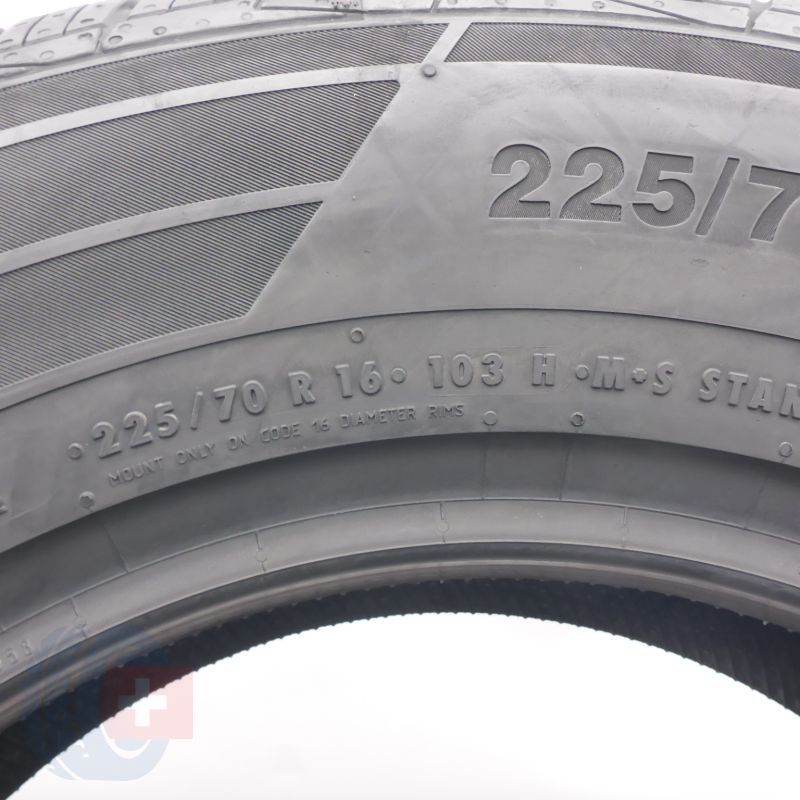 225/7
225/70 R 16 103 H M+S STAN
MOUNT ONLY ON CODE 16 DIAMETER RIMS